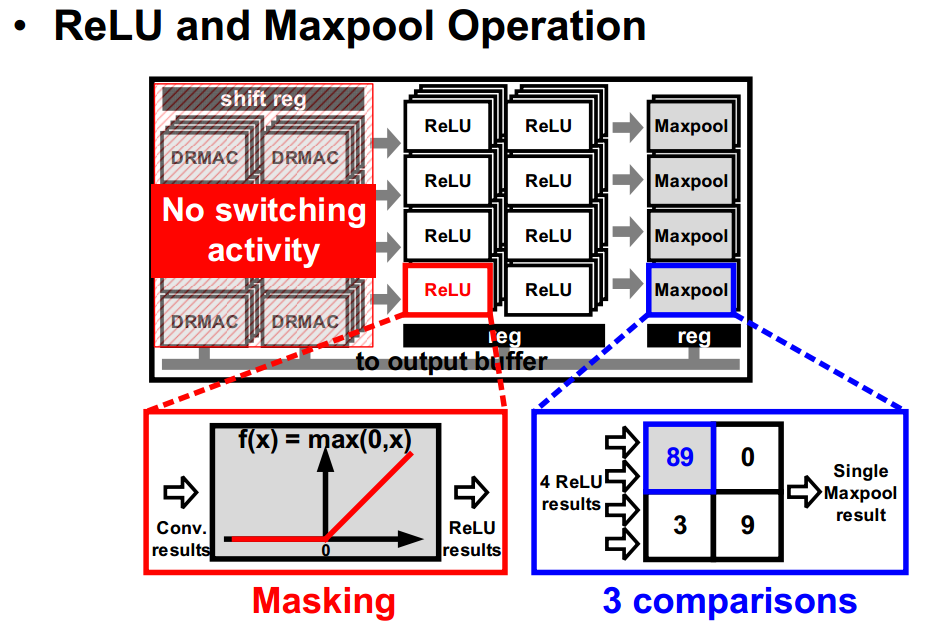 • ReLU and Maxpool Operation
shift reg
DRMAC DRMAC
No switching
activity
DRMAC DRMAC
ReLU ReLU
ReLU ReLU
ReLU ReLU
ReLU ReLU
reg
Maxpool
Maxpool
Maxpool
Maxpool
reg
to output buffer
f(x) = max(0,x)
0
Conv.
results
ReLU
results
Masking
4 ReLU
results
89 0
3 9
Single
Maxpool
result
3 comparisons